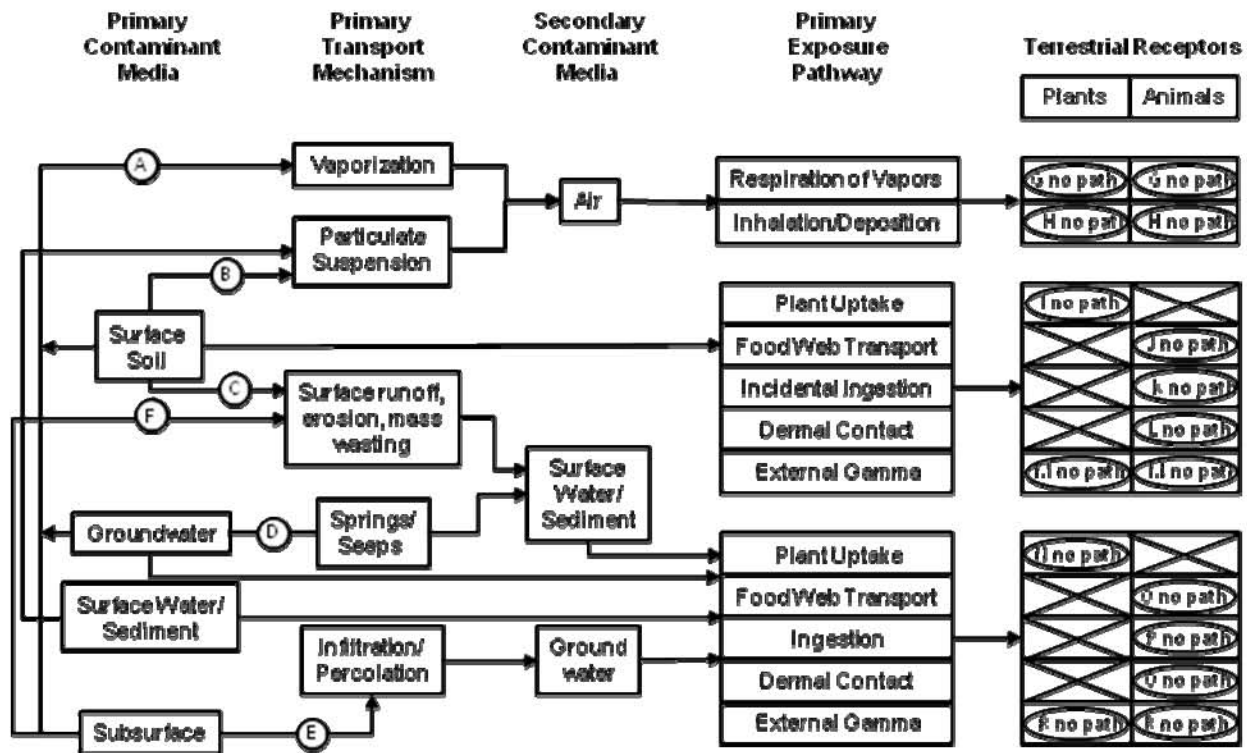 Primary
Contaminant
Media
Primary
Transport
Mechanism
Secondary
Contaminant
Media
Primary
Exposure
Pathway
Terrestrial Receptors
Plants
Animals
A
Vaporization
Air
Respiration of Vapors
G no path
G no path
Inhalation/Deposition
H no path
H no path
Particulate
Suspension
B
Surface
Soil
Plant Uptake
I no path
Food Web Transport
J no path
Incidental Ingestion
no path
Dermal Contact
L no path
External Gamma
no path
no path
C
F
Surface runoff,
erosion, mass
wasting
Surface
Water/
Sediment
Groundwater
D
Springs/
Seeps
Plant Uptake
no path
Food Web Transport
no path
Ingestion
no path
Dermal Contact
no path
External Gamma
R no path
R no path
Surface Water/
Sediment
Infiltration/
Percolation
Ground
water
Subsurface
E